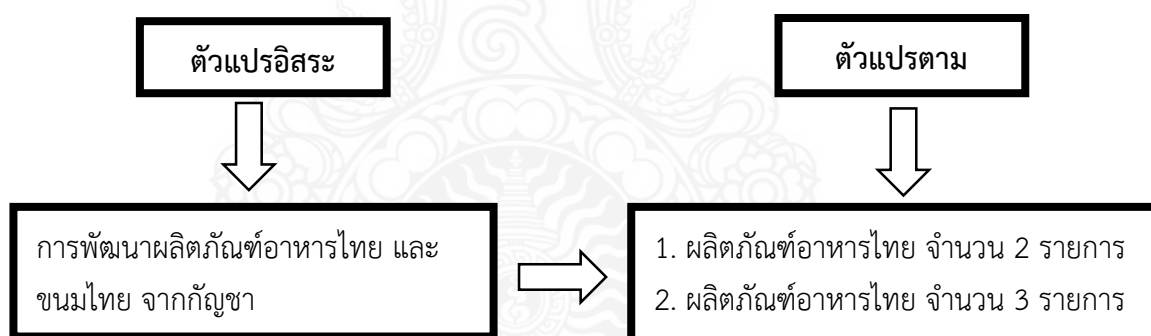 ตัวแปรอิสระ
ตัวแปรตาม
การพัฒนาผลิตภัณฑ์อาหารไทย และ
ขนมไทย จากกัญชา
1. ผลิตภัณฑ์อาหารไทย จำนวน 2 รายการ
2. ผลิตภัณฑ์อาหารไทย จำนวน 3 รายการ